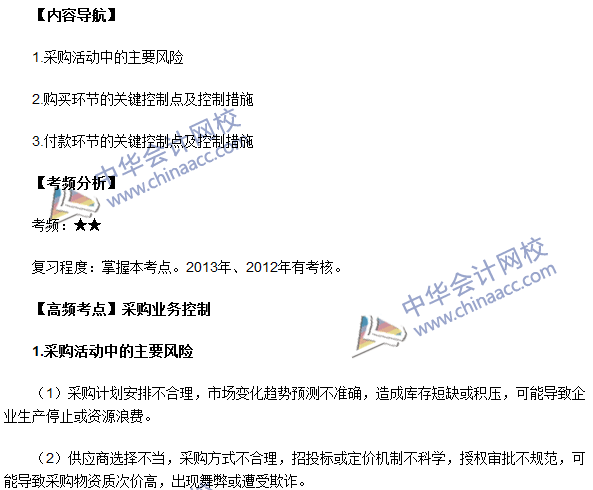 【内容导航】
1.采购活动中的主要风险
2.购买环节的关键控制点及控制措施
3.付款环节的关键控制点及控制措施
【考频分析】
考频：★★
复习程度：掌握本考点。2013年、2012年有考核。
【高频考点】采购业务控制
1.采购活动中的主要风险
（1）采购计划安排不合理，市场变化趋势预测不准确，造成库存短缺或积压，可能导致企
业生产停止或资源浪费。
（2）供应商选择不当，采购方式不合理，招投标或定价机制不科学，授权审批不规范，可
能导致采购物资质次价高，出现舞弊或遭受欺诈。
中华会计网校
www.chinaacc.com
中华会计网校
www.chinaacc.com